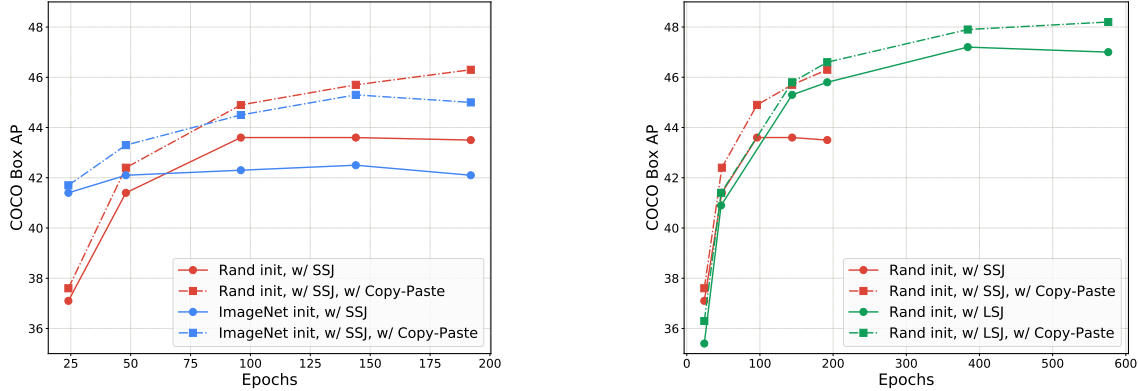 COCO Box AP
48
46
44
42
40
38
36
25
50
75
100
125
150
175
200
Epochs
Rand init, w/ SSJ
Rand init, w/ SSJ, w/ Copy-Paste
ImageNet init, w/ SSJ
ImageNet init, w/ SSJ, w/ Copy-Paste
COCO Box AP
48
46
44
42
40
38
36
0
100
200
300
400
500
600
Epochs
Rand init, w/ SSJ
Rand init, w/ SSJ, w/ Copy-Paste
Rand init, w/ LSJ
Rand init, w/ LSJ, w/ Copy-Paste